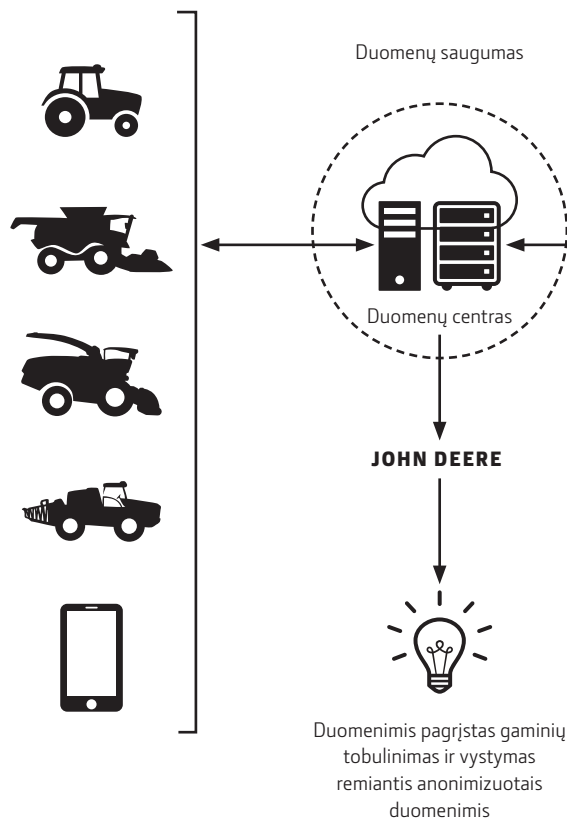 Duomenų saugumas
Duomenų centras
JOHN DEERE
Duomenimis pagrįstas gaminių
tobulinimas ir vystymas
remiantis anonimizuotais
duomenimis